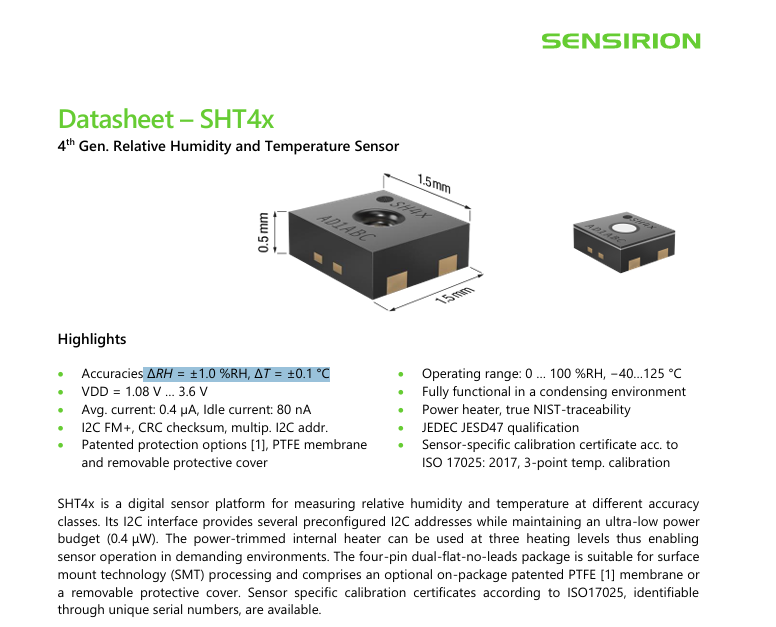 SENSIRION
Datasheet – SHT4x
4th Gen. Relative Humidity and Temperature Sensor
1.5mm
0.5 mm
SH4X
AD1ABC
1.5mm
SH4X
AD1ABC
Highlights
• Accuracies ΔRH = ±1.0 %RH, ΔT = ±0.1 °C
• VDD = 1.08 V … 3.6 V
• Avg. current: 0.4 μA, Idle current: 80 nA
• I2C FM+, CRC checksum, multip. I2C addr.
• Patented protection options [1], PTFE membrane
and removable protective cover
• Operating range: 0 … 100 %RH, −40…125 °C
• Fully functional in a condensing environment
• Power heater, true NIST-traceability
• JEDEC JESD47 qualification
• Sensor-specific calibration certificate acc. to
ISO 17025: 2017, 3-point temp. calibration
SHT4x is a digital sensor platform for measuring relative humidity and temperature at different accuracy
classes. Its I2C interface provides several preconfigured I2C addresses while maintaining an ultra-low power
budget (0.4 μW). The power-trimmed internal heater can be used at three heating levels thus enabling
sensor operation in demanding environments. The four-pin dual-flat-no-leads package is suitable for surface
mount technology (SMT) processing and comprises an optional on-package patented PTFE [1] membrane or
a removable protective cover. Sensor specific calibration certificates according to ISO17025, identifiable
through unique serial numbers, are available.